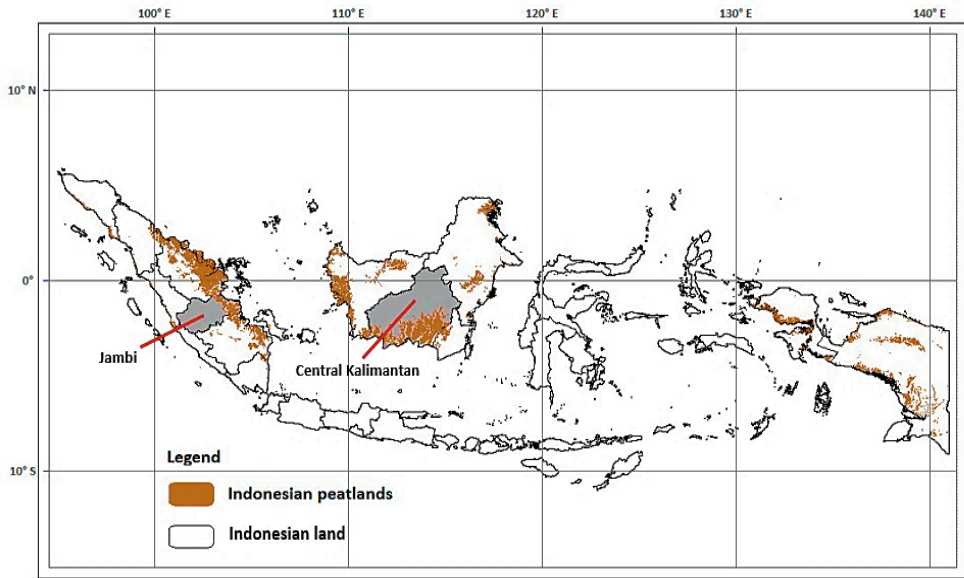 100° E
110° E
120° E
130° E
140° E
10° N
0°
Jambi
Central Kalimantan
10° S
Legend
Indonesian peatlands
Indonesian land